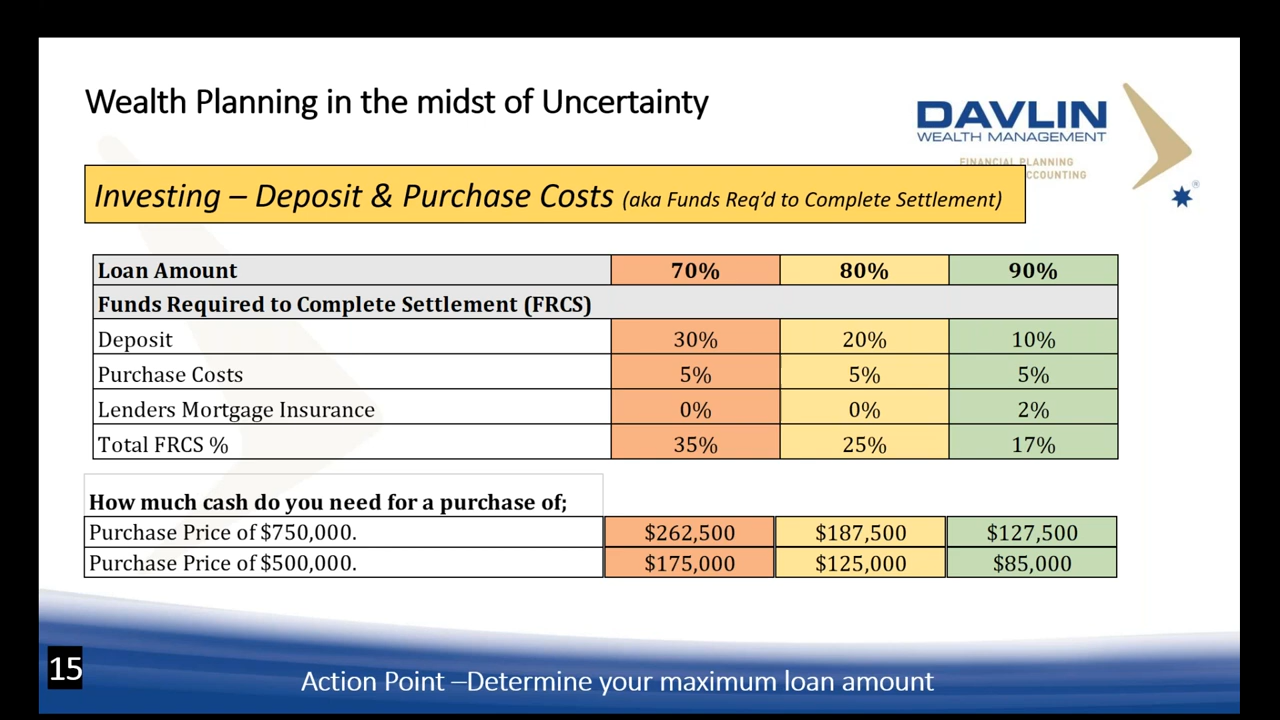 Wealth Planning in the midst of Uncertainty
DAVLIN
WEALTH MANAGEMENT
FINANCIAL PLANNING
CCOUNTING
®
Investing – Deposit & Purchase Costs (aka Funds Req’d to Complete Settlement)
Loan Amount 70% 80% 90%
Funds Required to Complete Settlement (FRCS)
Deposit 30% 20% 10%
Purchase Costs 5% 5% 5%
Lenders Mortgage Insurance 0% 0% 2%
Total FRCS % 35% 25% 17%
How much cash do you need for a purchase of;
Purchase Price of $750,000. $262,500 $187,500 $127,500
Purchase Price of $500,000. $175,000 $125,000 $85,000
15
Action Point –Determine your maximum loan amount